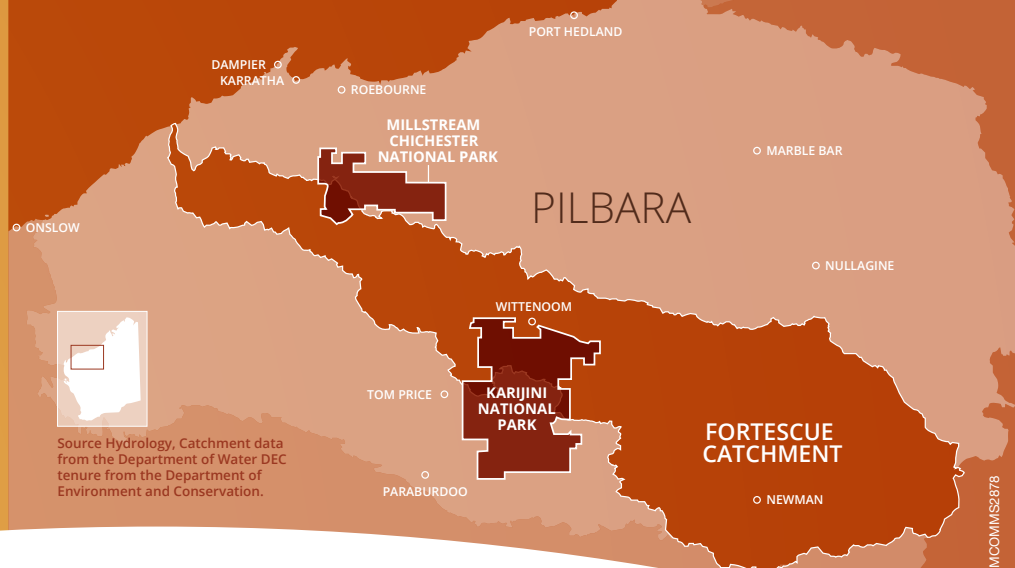 PORT HEDLAND
DAMPIER
KARRATHA
ROEBOURNE
MILLSTREAM
CHICHESTER
NATIONAL PARK
MARBLE BAR
PILBARA
ONSLOW
NULLAGINE
WITTENOOM
TOM PRICE
KARIJINI
NATIONAL
PARK
FORTESCUE
CATCHMENT
Source Hydrology, Catchment data
from the Department of Water DEC
tenure from the Department of
Environment and Conservation.
PARABURDOO
NEWMAN
MCOMMS2878